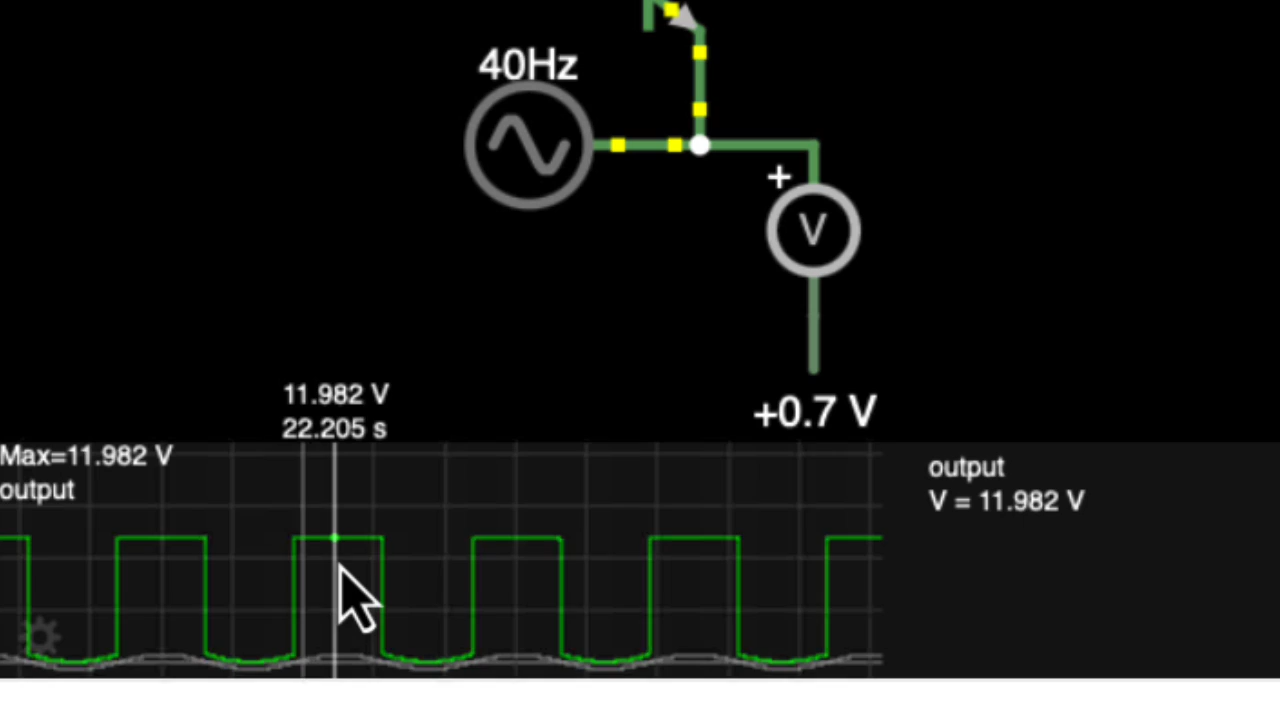 40Hz
+
V
+0.7 V
11.982 V
22.205 s
Max=11.982 V
output
output
V = 11.982 V